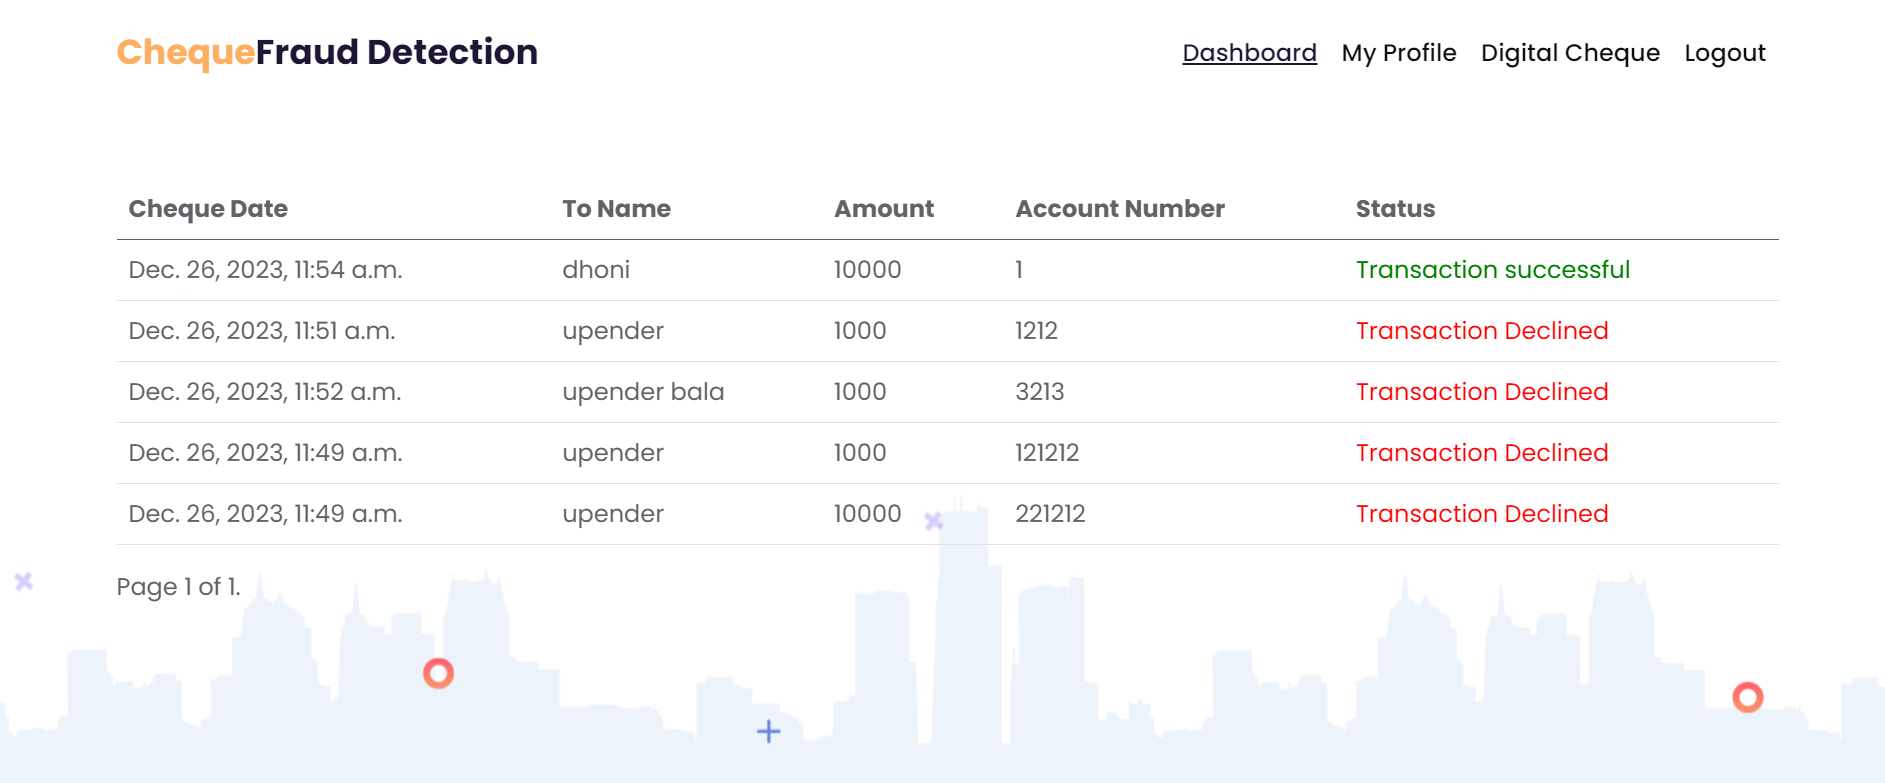 ChequeFraud Detection Dashboard My Profile Digital Cheque Logout
Cheque Date To Name Amount Account Number Status
Dec. 26, 2023, 11:54 a.m. dhoni 10000 1 Transaction successful
Dec. 26, 2023, 11:51 a.m. upender 1000 1212 Transaction Declined
Dec. 26, 2023, 11:52 a.m. upender bala 1000 3213 Transaction Declined
Dec. 26, 2023, 11:49 a.m. upender 1000 121212 Transaction Declined
Dec. 26, 2023, 11:49 a.m. upender 10000 221212 Transaction Declined
Page 1 of 1.